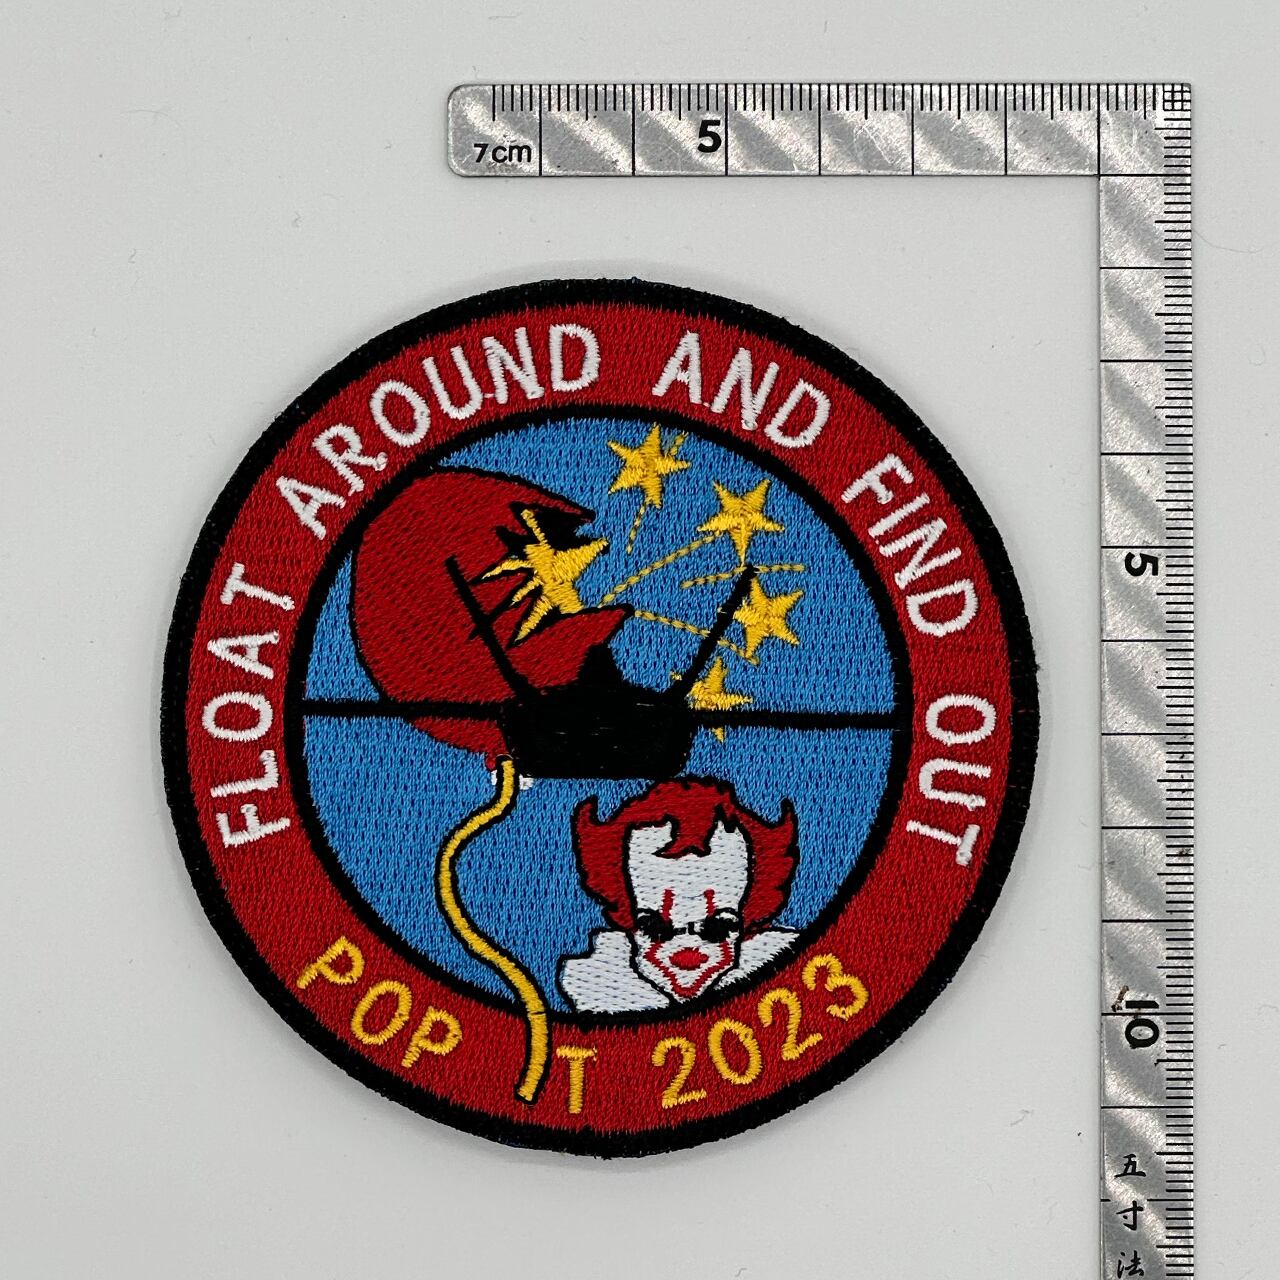 7cm
5
FLOAT AROUND AND FIND OUT
POP IT 2023
5
10
五
寸
法